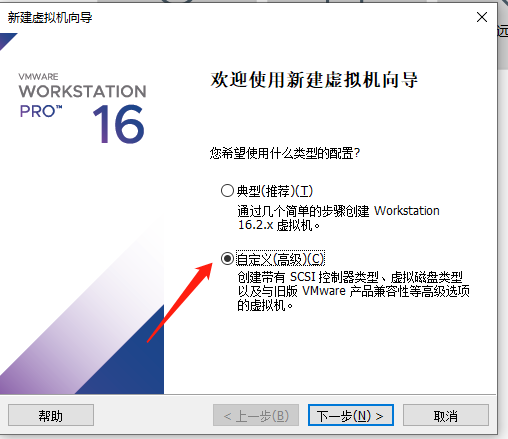 新建虚拟机向导
VMWARE
WORKSTATION
PRO™ 16
欢迎使用新建虚拟机向导
您希望使用什么类型的配置?
典型(推荐)(T)
通过几个简单的步骤创建 Workstation
16.2.x 虚拟机。
自定义(高级)(C)
创建带有 SCSI 控制器类型、虚拟磁盘类型
以及与旧版 VMware 产品兼容性等高级选项
的虚拟机。
远
帮助
< 上一步(B)
下一步(N) >
取消